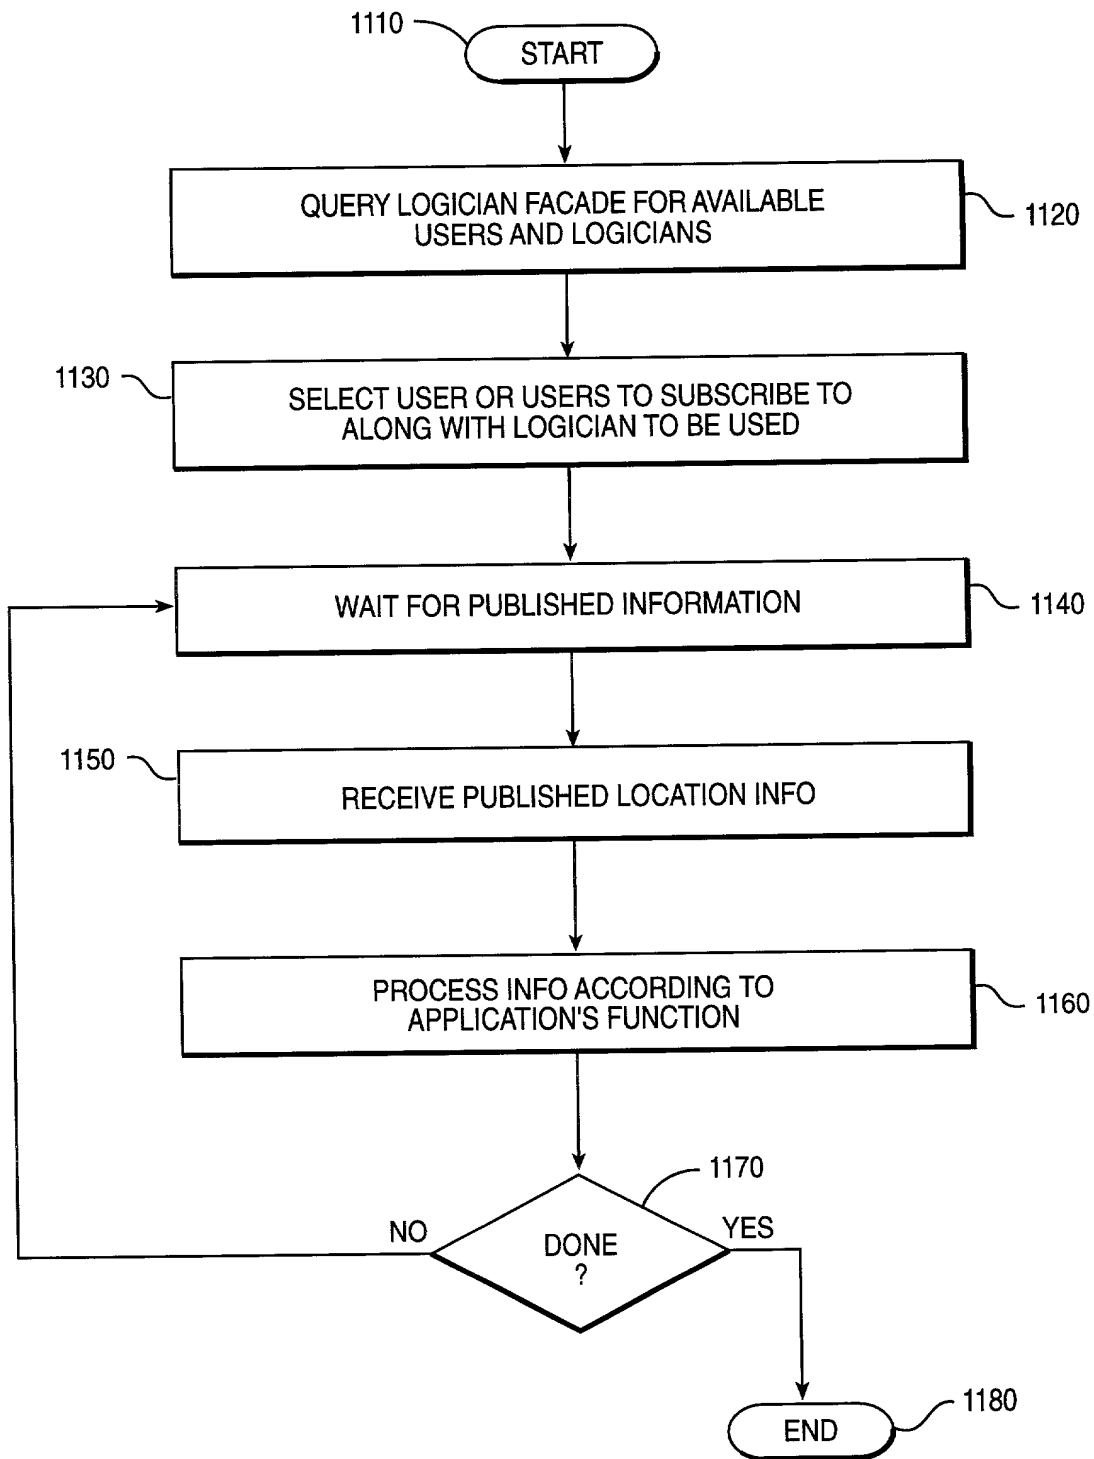 1110
START
QUERY LOGICIAN FACADE FOR AVAILABLE
USERS AND LOGICIANS
1120
1130
SELECT USER OR USERS TO SUBSCRIBE TO
ALONG WITH LOGICIAN TO BE USED
WAIT FOR PUBLISHED INFORMATION
1140
1150
RECEIVE PUBLISHED LOCATION INFO
PROCESS INFO ACCORDING TO
APPLICATION'S FUNCTION
1160
1170
NO
YES
DONE
?
END
1180